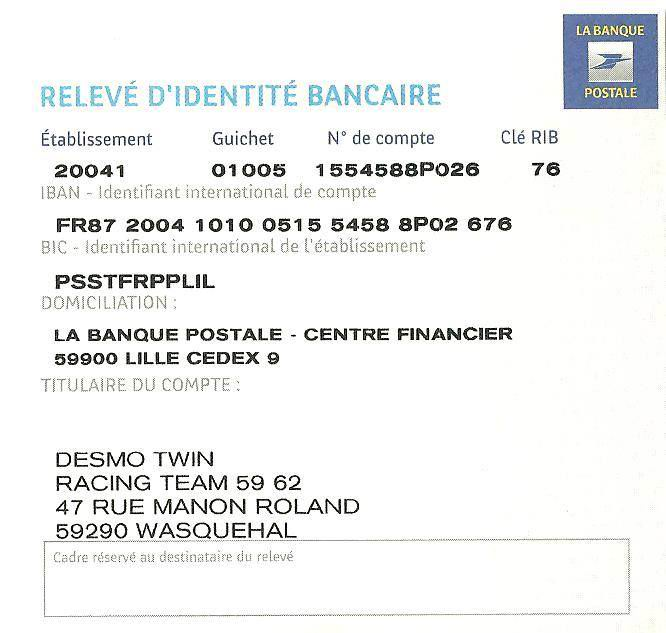 LA BANQUE
POSTALE
RELEVÉ D'IDENTITÉ BANCAIRE
Établissement Guichet N° de compte Clé RIB
20041 01005 1554588P026 76
IBAN - Identifiant international de compte
FR87 2004 1010 0515 5458 8P02 676
BIC - Identifiant international de l'établissement
PSSTFRPPLIL
DOMICILIATION :
LA BANQUE POSTALE - CENTRE FINANCIER
59900 LILLE CEDEX 9
TITULAIRE DU COMPTE :
DESMO TWIN
RACING TEAM 59 62
47 RUE MANON ROLAND
59290 WASQUEHAL
Cadre réservé au destinataire du relevé